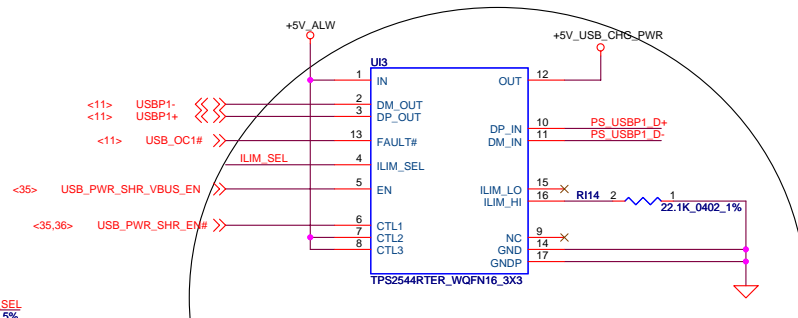 +5V_ALW
+5V_USB_CHG_PWR
UI3
1 IN OUT 12
<11> USBP1- 2 DM_OUT
<11> USBP1+ 3 DP_OUT
DP_IN 10 PS_USBP1_D+
DM_IN 11 PS_USBP1_D-
<11> USB_OC1# 13 FAULT#
ILIM_SEL 4 ILIM_SEL
<35> USB_PWR_SHR_VBUS_EN 5 EN
ILIM_LO 15
ILIM_HI 16 RI14 2 1
22.1K_0402_1%
<35,36> USB_PWR_SHR_EN# 6 CTL1
7 CTL2
8 CTL3
NC 9
GND 14
GNDP 17
TPS2544RTER_WQFN16_3X3
SEL
5%